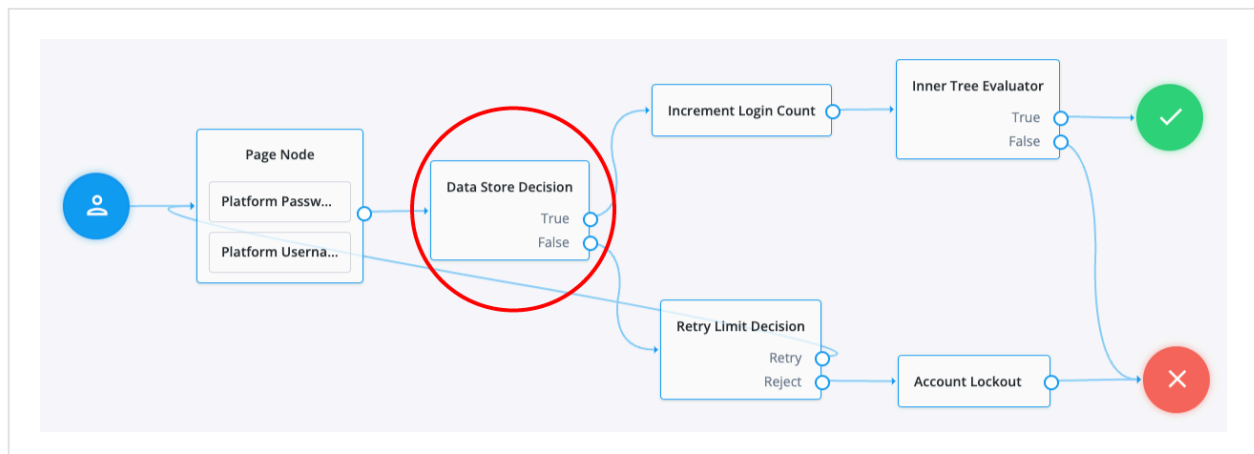 Page Node
Platform Passw...
Platform Userna...
Data Store Decision
True
False
Increment Login Count
Inner Tree Evaluator
True
False
Retry Limit Decision
Retry
Reject
Account Lockout